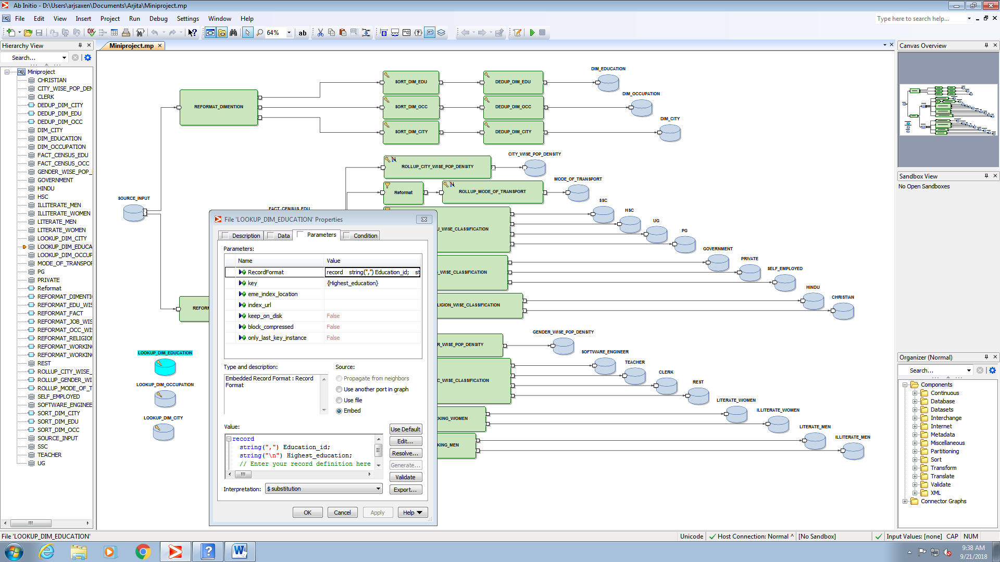 Ab Initio - D:\Users\arjsaxen\Documents\Arjita\Miniproject.mp
File Edit View Insert Project Run Debug Settings Window Help
Type here to search help...
64%
ab
Hierarchy View
Miniproject.mp
Canvas Overview
Search...
Miniproject
CHRISTIAN
CITY_WISE_POP_DEN
CLERK
DEDUP_DIM_CITY
DEDUP_DIM_EDU
DEDUP_DIM_OCC
DIM_CITY
DIM_EDUCATION
DIM_OCCUPATION
FACT_CENSUS_EDU
FACT_CENSUS_OCC
GENDER_WISE_POP_
GOVERNMENT
HINDU
HSC
ILLITERATE_MEN
ILLITERATE_WOMEN
LITERATE_MEN
LITERATE_WOMEN
LOOKUP_DIM_CITY
LOOKUP_DIM_EDUCA
LOOKUP_DIM_OCCUP
MODE_OF_TRANSPOR
PG
PRIVATE
Reformat
REFORMAT_DIMENTI
REFORMAT_EDU_WIS
REFORMAT_FACT
REFORMAT_JOB_WIS
REFORMAT_OCC_WI
REFORMAT_RELIGION
REFORMAT_WORKIN
REFORMAT_WORKIN
REST
ROLLUP_CITY_WISE_
ROLLUP_GENDER_WI
ROLLUP_MODE_OF_T
SELF_EMPLOYED
SOFTWARE_ENGINEE
SORT_DIM_CITY
SORT_DIM_EDU
SORT_DIM_OCC
SOURCE_INPUT
SSC
TEACHER
UG
SOURCE_INPUT
REFORMAT_DIMENTION
SORT_DIM_EDU
DEDUP_DIM_EDU
DIM_EDUCATION
SORT_DIM_OCC
DEDUP_DIM_OCC
DIM_OCCUPATION
SORT_DIM_CITY
DEDUP_DIM_CITY
DIM_CITY
ROLLUP_CITY_WISE_POP_DENSITY
CITY_WISE_POP_DENSITY
Reformat
ROLLUP_MODE_OF_TRANSPORT
MODE_OF_TRANSPORT
FACT_CENSUS_EDU
U_WISE_CLASSIFICATION
SSC
HSC
UG
PG
WISE_CLASSIFICATION
GOVERNMENT
PRIVATE
SELF_EMPLOYED
LIGION_WISE_CLASSIFICATION
HINDU
CHRISTIAN
REFOR
R_WISE_POP_DENSITY
GENDER_WISE_POP_DENSITY
C_WISE_CLASSIFICATION
SOFTWARE_ENGINEER
TEACHER
CLERK
REST
RKING_WOMEN
LITERATE_WOMEN
ILLITERATE_WOMEN
KING_MEN
LITERATE_MEN
ILLITERATE_MEN
LOOKUP_DIM_EDUCATION
LOOKUP_DIM_OCCUPATION
LOOKUP_DIM_CITY
File 'LOOKUP_DIM_EDUCATION' Properties
Description Data Parameters Condition
Parameters:
Name Value
RecordFormat record string(",") Education_id; st
key {Highest_education}
eme_index_location
index_url
keep_on_disk False
block_compressed False
only_last_key_instance False
Type and description:
Embedded Record Format : Record
Format
Source:
Propagate from neighbors
Use another port in graph
Use file
Embed
Value:
record
string(",") Education_id;
string("\n") Highest_education;
// Enter your record definition here
Use Default
Edit...
Resolve...
Generate...
Validate
Export...
Interpretation: $ substitution
OK Cancel Apply Help
Sandbox View
No Open Sandboxes
Organizer (Normal)
Search...
Components
Continuous
Database
Datasets
Interchange
Internet
Metadata
Miscellaneous
Partitioning
Sort
Transform
Translate
Validate
XML
Connector Graphs
File 'LOOKUP_DIM_EDUCATION'
Unicode Host Connection: Normal ^ [No Sandbox] Input Values: [none] CAP NUM
9:38 AM
9/21/2018